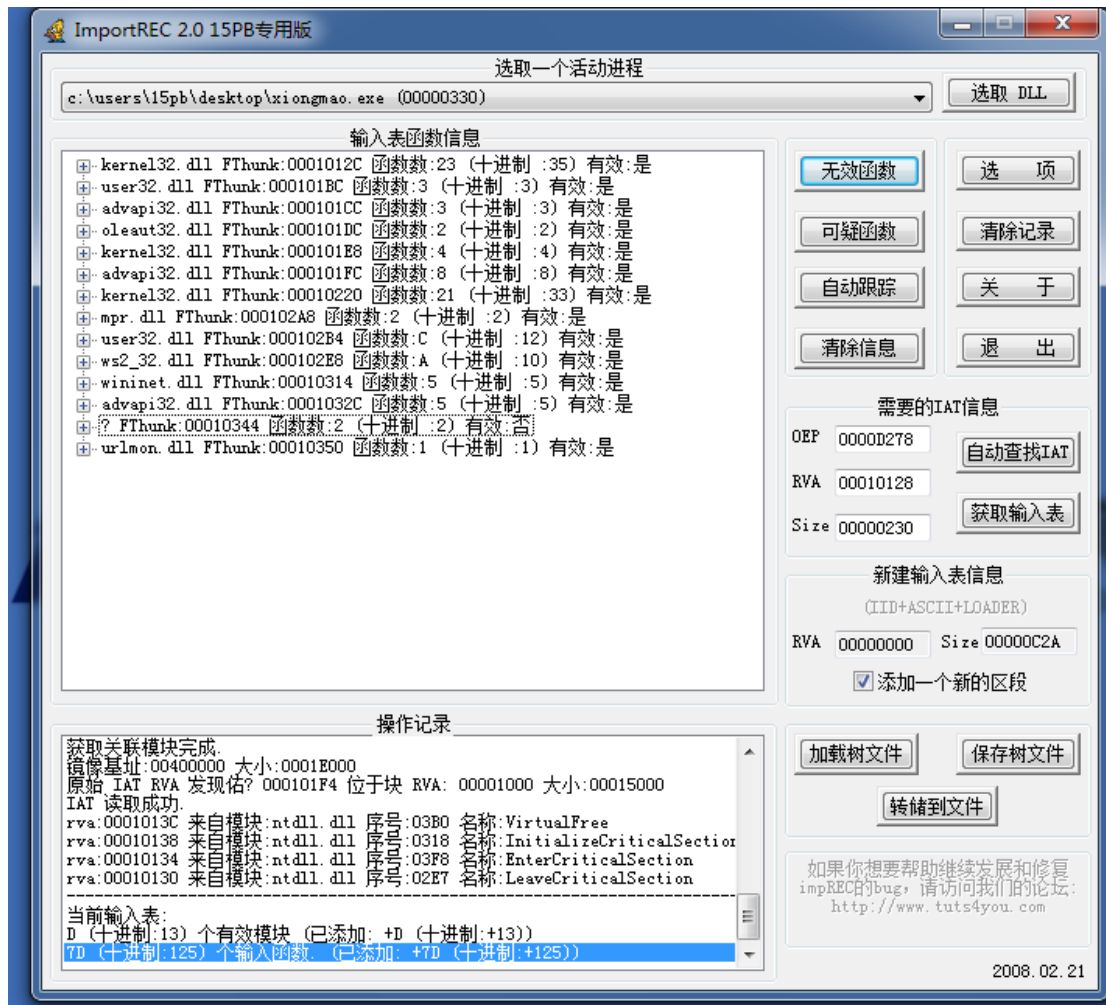 ImportREC 2.0 15PB专用版
选取一个活动进程
c:\users\15pb\desktop\xiongmao.exe (00000330)
选取 DLL
输入表函数信息
kernel32.dll FThunk:0001012C 函数数:23 (十进制 :35) 有效:是
user32.dll FThunk:000101BC 函数数:3 (十进制 :3) 有效:是
advapi32.dll FThunk:000101CC 函数数:3 (十进制 :3) 有效:是
oleaut32.dll FThunk:000101DC 函数数:2 (十进制 :2) 有效:是
kernel32.dll FThunk:000101E8 函数数:4 (十进制 :4) 有效:是
advapi32.dll FThunk:000101FC 函数数:8 (十进制 :8) 有效:是
kernel32.dll FThunk:00010220 函数数:21 (十进制 :33) 有效:是
mpr.dll FThunk:000102A8 函数数:2 (十进制 :2) 有效:是
user32.dll FThunk:000102B4 函数数:C (十进制 :12) 有效:是
ws2_32.dll FThunk:000102E8 函数数:A (十进制 :10) 有效:是
wininet.dll FThunk:00010314 函数数:5 (十进制 :5) 有效:是
advapi32.dll FThunk:0001032C 函数数:5 (十进制 :5) 有效:是
? FThunk:00010344 函数数:2 (十进制 :2) 有效:否
urlmon.dll FThunk:00010350 函数数:1 (十进制 :1) 有效:是
无效函数
选 项
可疑函数
清除记录
自动跟踪
关 于
清除信息
退 出
需要的IAT信息
OEP 0000D278
自动查找IAT
RVA 00010128
获取输入表
Size 00000230
新建输入表信息
(IID+ASCII+LOADER)
RVA 00000000 Size 00000C2A
添加一个新的区段
操作记录
获取关联模块完成.
镜像基址:00400000 大小:0001E000
原始 IAT RVA 发现佑? 000101F4 位于块 RVA: 00001000 大小:00015000
IAT 读取成功.
rva:0001013C 来自模块:ntdll.dll 序号:03B0 名称:VirtualFree
rva:00010138 来自模块:ntdll.dll 序号:0318 名称:InitializeCriticalSection
rva:00010134 来自模块:ntdll.dll 序号:03F8 名称:EnterCriticalSection
rva:00010130 来自模块:ntdll.dll 序号:02E7 名称:LeaveCriticalSection
---------------------------------------------------------------
当前输入表:
D (十进制:13) 个有效模块 (已添加: +D (十进制:+13))
7D (十进制:125) 个输入函数. (已添加: +7D (十进制:+125))
加载树文件
保存树文件
转储到文件
如果你想要帮助继续发展和修复
impREC的bug，请访问我们的论坛:
http://www.tuts4you.com
2008.02.21